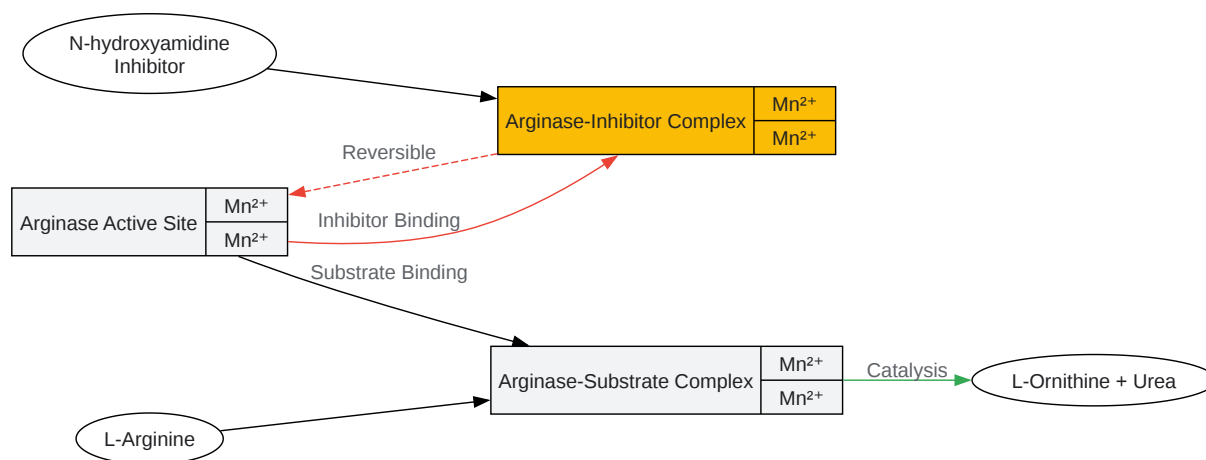 N-hydroxyamidine
Inhibitor
Arginase-Inhibitor Complex
Mn²⁺
Mn²⁺
Reversible
Arginase Active Site
Mn²⁺
Mn²⁺
Inhibitor Binding
Substrate Binding
Arginase-Substrate Complex
Mn²⁺
Mn²⁺
Catalysis
L-Ornithine + Urea
L-Arginine